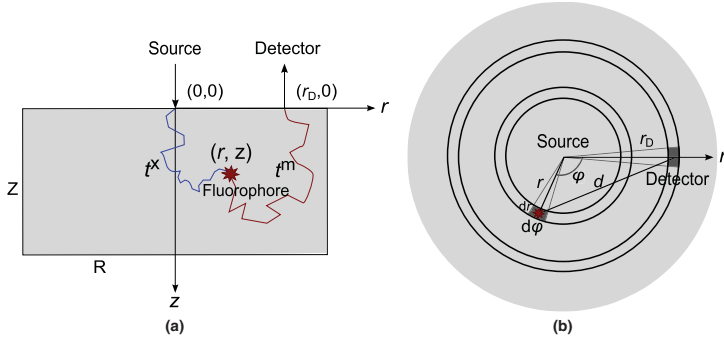 Source
Detector
(0,0)
(r_D,0)
r
t^x
(r, z)
t^m
Fluorophore
Z
R
z
(a)
Source
r_D
r
Detector
r
φ
d
dr
dφ
(b)